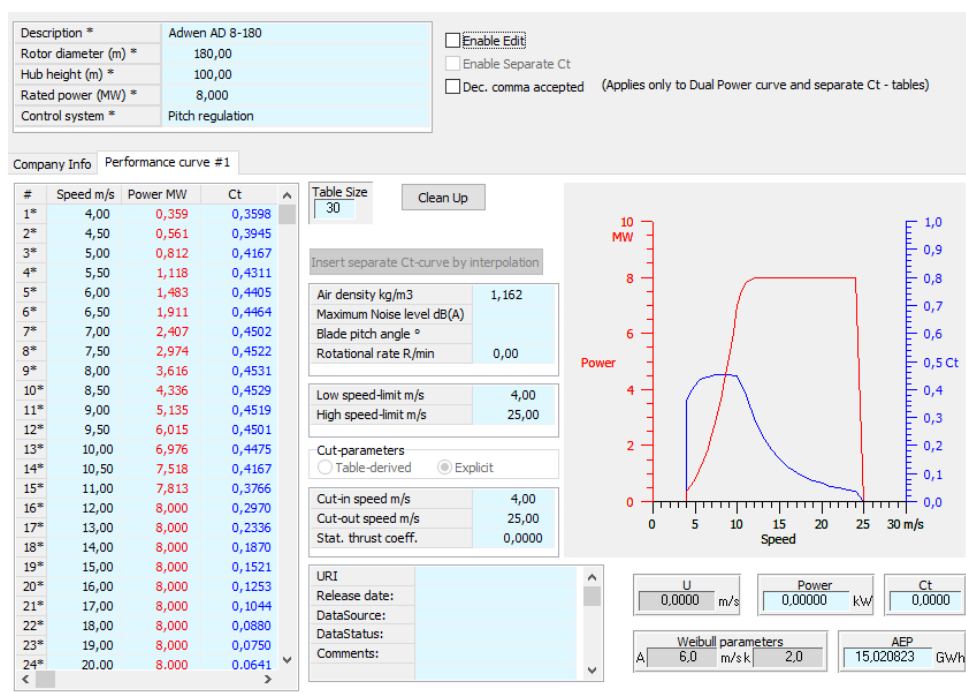 Description * Adwen AD 8-180
Rotor diameter (m) * 180,00
Hub height (m) * 100,00
Rated power (MW) * 8,000
Control system * Pitch regulation
Enable Edit
Enable Separate Ct
Dec. comma accepted (Applies only to Dual Power curve and separate Ct - tables)
Company Info Performance curve #1
# Speed m/s Power MW Ct
1* 4,00 0,359 0,3598
2* 4,50 0,561 0,3945
3* 5,00 0,812 0,4167
4* 5,50 1,118 0,4311
5* 6,00 1,483 0,4405
6* 6,50 1,911 0,4464
7* 7,00 2,407 0,4502
8* 7,50 2,974 0,4522
9* 8,00 3,616 0,4531
10* 8,50 4,336 0,4529
11* 9,00 5,135 0,4519
12* 9,50 6,015 0,4501
13* 10,00 6,976 0,4475
14* 10,50 7,518 0,4167
15* 11,00 7,813 0,3766
16* 12,00 8,000 0,2970
17* 13,00 8,000 0,2336
18* 14,00 8,000 0,1870
19* 15,00 8,000 0,1521
20* 16,00 8,000 0,1253
21* 17,00 8,000 0,1044
22* 18,00 8,000 0,0880
23* 19,00 8,000 0,0750
24* 20,00 8,000 0,0641
Table Size
30
Clean Up
Insert separate Ct-curve by interpolation
Air density kg/m3 1,162
Maximum Noise level dB(A)
Blade pitch angle °
Rotational rate R/min 0,00
Low speed-limit m/s 4,00
High speed-limit m/s 25,00
Cut-parameters
Table-derived Explicit
Cut-in speed m/s 4,00
Cut-out speed m/s 25,00
Stat. thrust coeff. 0,0000
URI
Release date:
DataSource:
DataStatus:
Comments:
10
MW
8
6
Power
4
2
0
1,0
0,9
0,8
0,7
0,6
0,5 Ct
0,4
0,3
0,2
0,1
0,0
0 5 10 15 20 25 30 m/s
Speed
U
0,0000 m/s
Power
0,00000 kW
Ct
0,0000
Weibull parameters
A 6,0 m/s k 2,0
AEP
15,020823 GWh